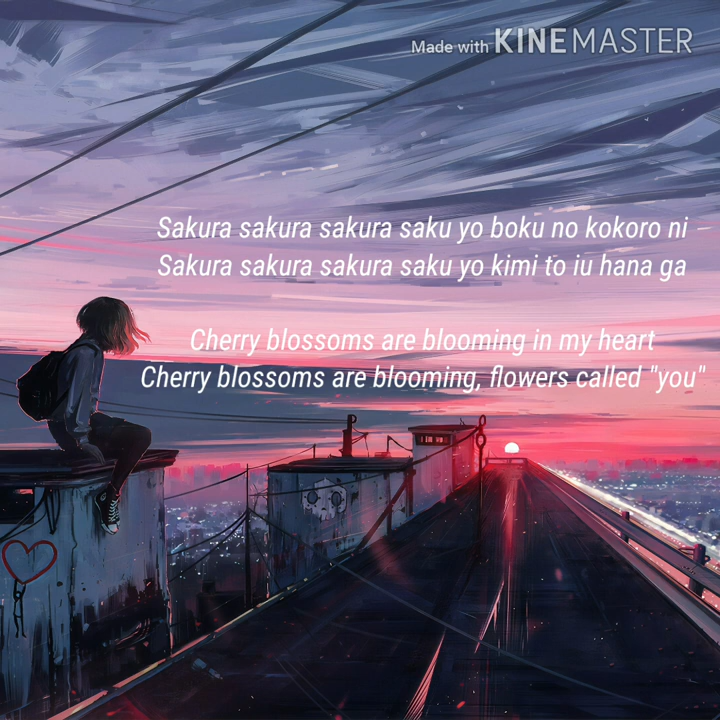 Made with KINEMASTER
Sakura sakura sakura saku yo boku no kokoro ni
Sakura sakura sakura saku yo kimi to iu hana ga
Cherry blossoms are blooming in my heart
Cherry blossoms are blooming, flowers called "you"